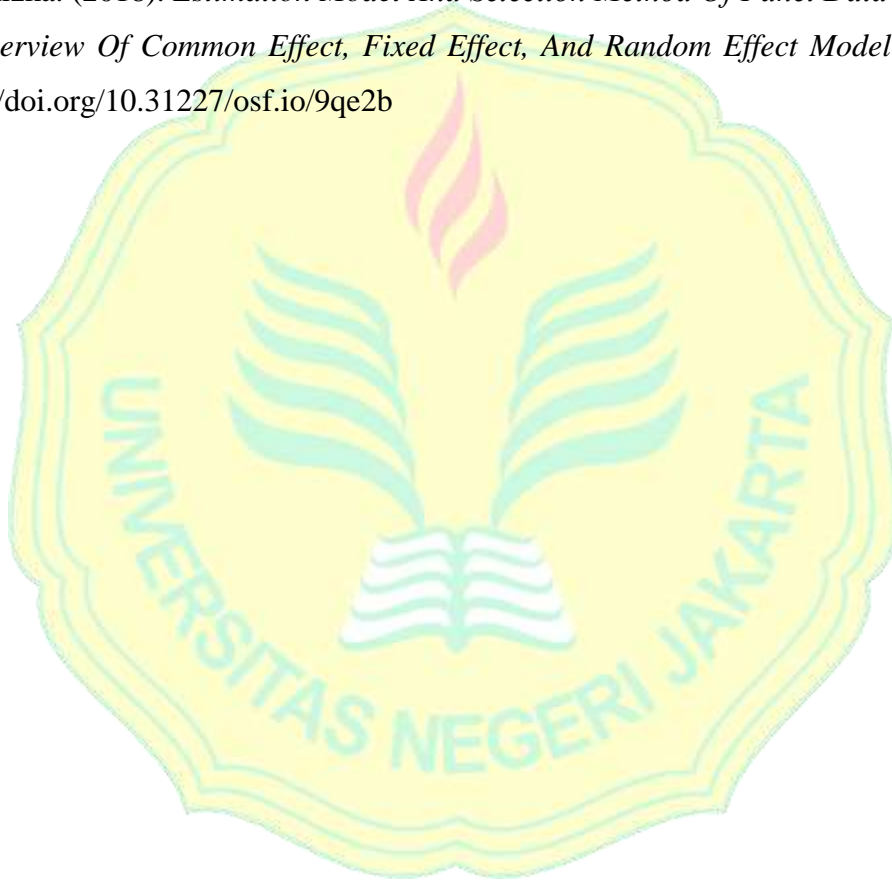 (2018). Estimation Model And Selection Method Of Panel Data
erview Of Common Effect, Fixed Effect, And Random Effect Model
/doi.org/10.31227/osf.io/9qe2b
UNIVERSITAS NEGERI JAKARTA